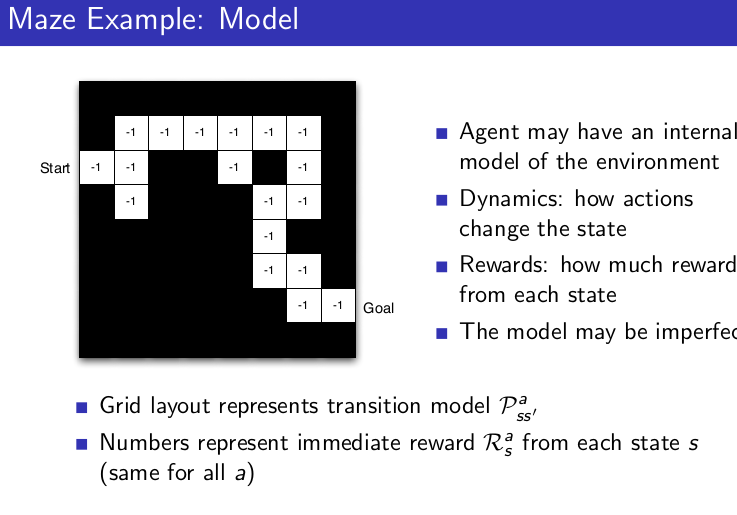 Maze Example: Model
-1 -1 -1 -1 -1 -1
Start -1 -1 -1 -1
-1 -1 -1
-1
-1 -1
-1 -1 Goal
Agent may have an internal
model of the environment
Dynamics: how actions
change the state
Rewards: how much reward
from each state
The model may be imperfec
Grid layout represents transition model 𝒫ᵃₛₛ′
Numbers represent immediate reward ℛᵃₛ from each state s
(same for all a)